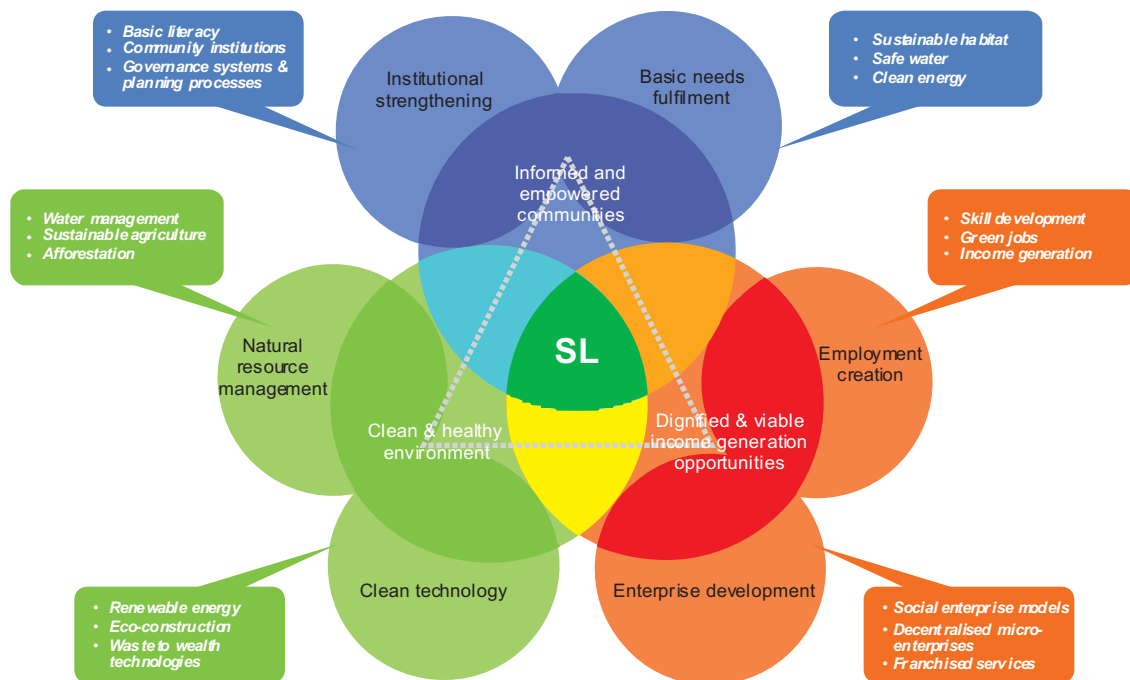 • Basic literacy
• Community institutions
• Governance systems &
planning processes
Institutional
strengthening
Basic needs
fulfilment
• Sustainable habitat
• Safe water
• Clean energy
Informed and
empowered
communities
• Water management
• Sustainable agriculture
• Afforestation
• Skill development
• Green jobs
• Income generation
Natural
resource
management
SL
Employment
creation
Clean & healthy
environment
Dignified & viable
income generation
opportunities
Clean technology
Enterprise development
• Renewable energy
• Eco-construction
• Waste to wealth
technologies
• Social enterprise models
• Decentralised micro-
enterprises
• Franchised services